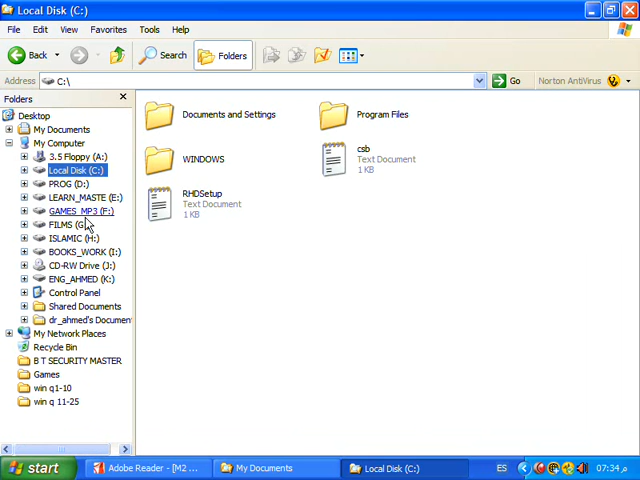 Local Disk (C:)
File Edit View Favorites Tools Help
Back Search Folders
Address C:\ Go Norton AntiVirus
Folders
Desktop
My Documents
My Computer
3.5 Floppy (A:)
Local Disk (C:)
PROG (D:)
LEARN_MASTE (E:)
GAMES_MP3 (F:)
FILMS (G
ISLAMIC (H:)
BOOKS_WORK (I:)
CD-RW Drive (J:)
ENG_AHMED (K:)
Control Panel
Shared Documents
dr_ahmed's Documen
My Network Places
Recycle Bin
B T SECURITY MASTER
Games
win q1-10
win q 11-25
Documents and Settings
Program Files
WINDOWS
csb
Text Document
1 KB
RHDSetup
Text Document
1 KB
start Adobe Reader - [M2 ... My Documents Local Disk (C:) ES 07:34 م